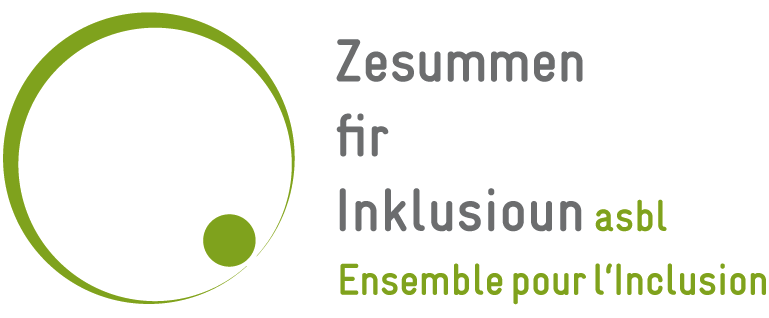 Zesummen
fir
Inklusioun asbl
Ensemble pour l'Inclusion